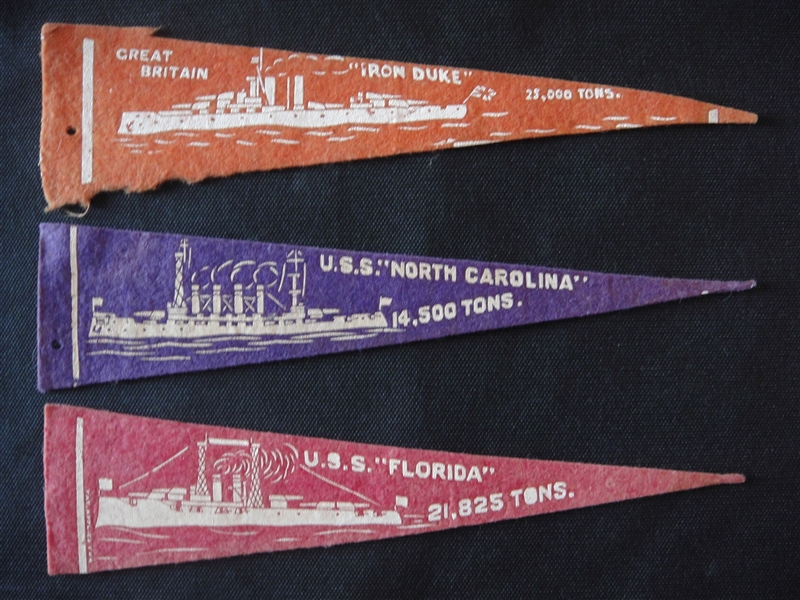 GREAT
BRITAIN
"IRON DUKE"
25,000 TONS.
U.S.S. "NORTH CAROLINA"
14,500 TONS.
U.S.S. "FLORIDA"
21,825 TONS.